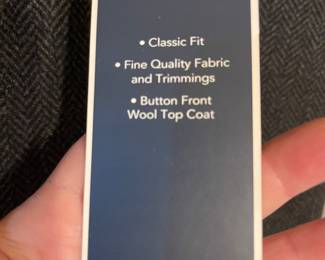 • Classic Fit
• Fine Quality Fabric
and Trimmings
• Button Front
Wool Top Coat